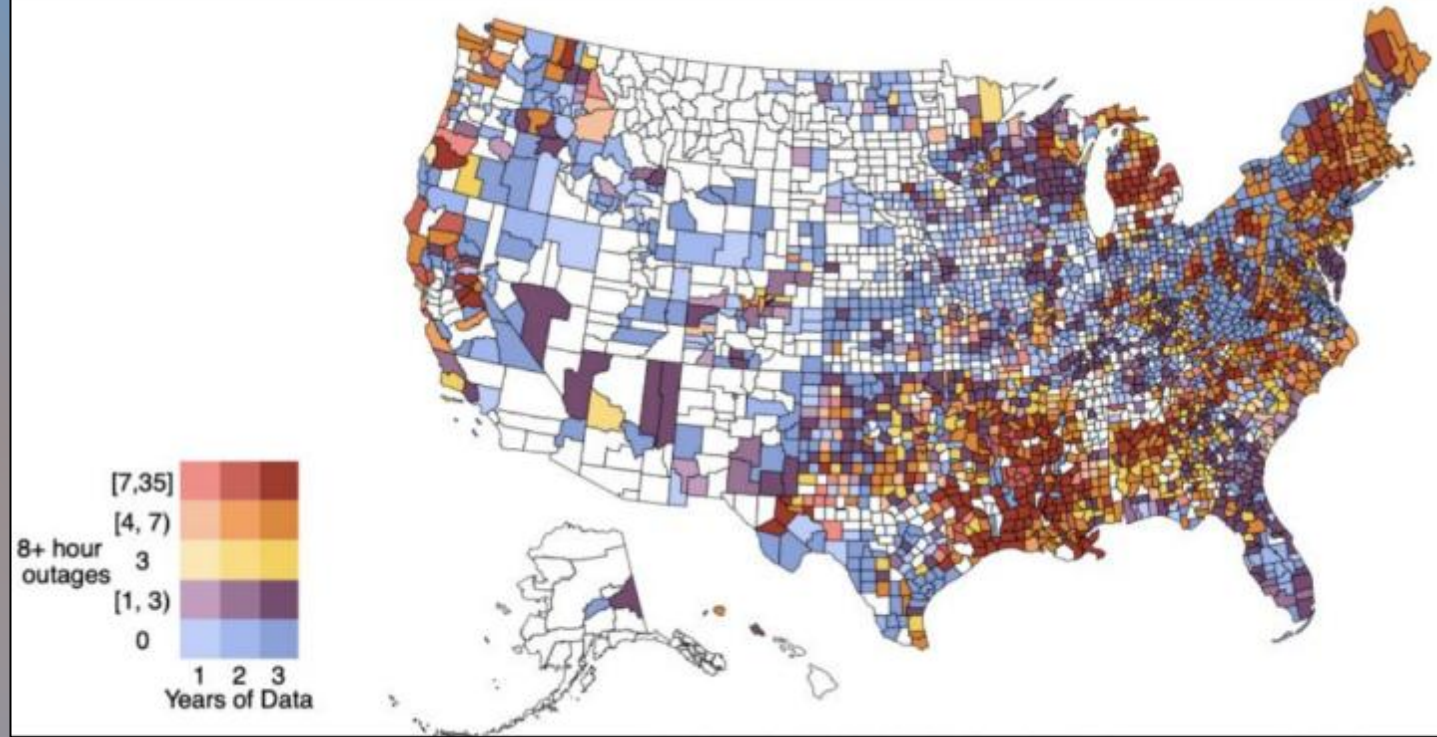 [7,35]
[4, 7)
8+ hour
outages
3
[1, 3)
0
1 2 3
Years of Data